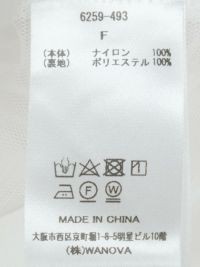 6259-493
F
(本体) ナイロン 100%
(裏地) ポリエステル 100%
F W
MADE IN CHINA
大阪市西区京町堀1-8-5明星ビル10階
(株)WANOVA